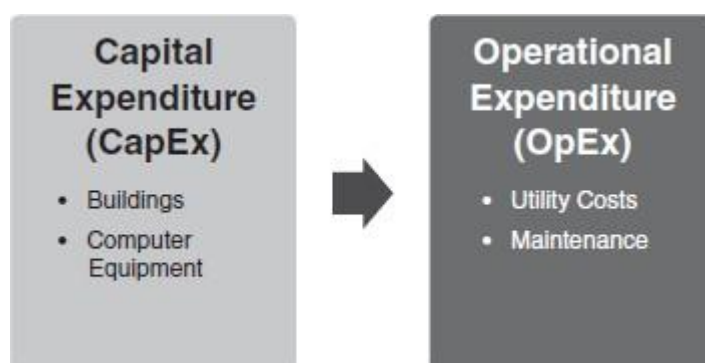 Capital
Expenditure
(CapEx)
• Buildings
• Computer
Equipment
Operational
Expenditure
(OpEx)
• Utility Costs
• Maintenance